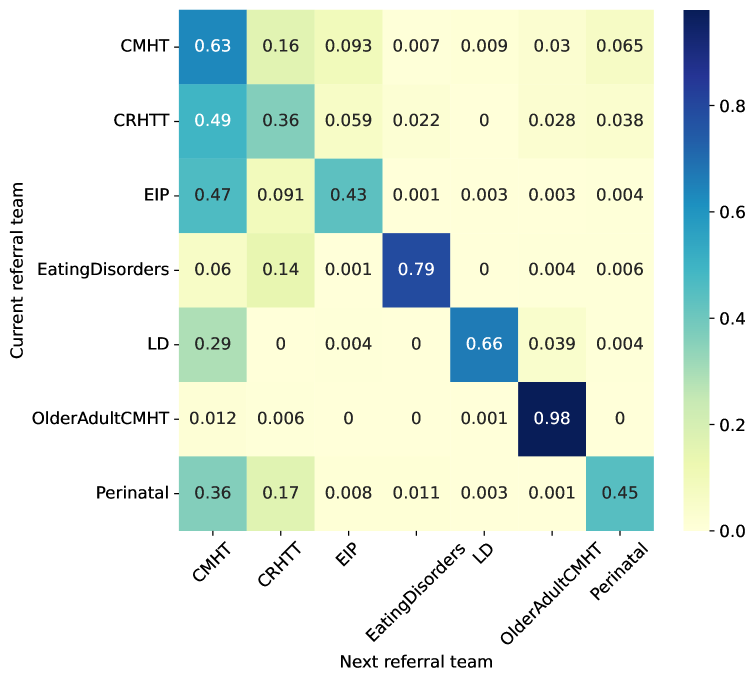 CMHT 0.63 0.16 0.093 0.007 0.009 0.03 0.065
CRHTT 0.49 0.36 0.059 0.022 0 0.028 0.038
EIP 0.47 0.091 0.43 0.001 0.003 0.003 0.004
EatingDisorders 0.06 0.14 0.001 0.79 0 0.004 0.006
LD 0.29 0 0.004 0 0.66 0.039 0.004
OlderAdultCMHT 0.012 0.006 0 0 0.001 0.98 0
Perinatal 0.36 0.17 0.008 0.011 0.003 0.001 0.45
CMHT CRHTT EIP EatingDisorders LD OlderAdultCMHT Perinatal
Next referral team
Current referral team
0.8
0.6
0.4
0.2
0.0